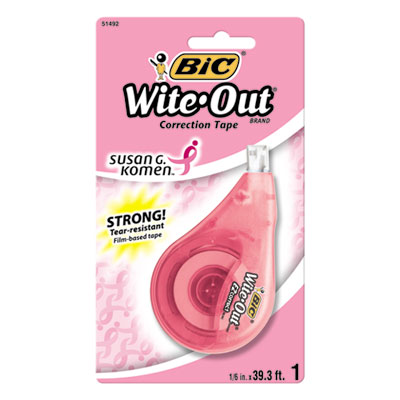 51492
BIC
Wite·Out
BRAND
Correction Tape
SUSAN G.
KOMEN™
STRONG!
Tear-resistant
Film-based tape
BIC
Wite·Out
1/6 in. x 39.3 ft. 1